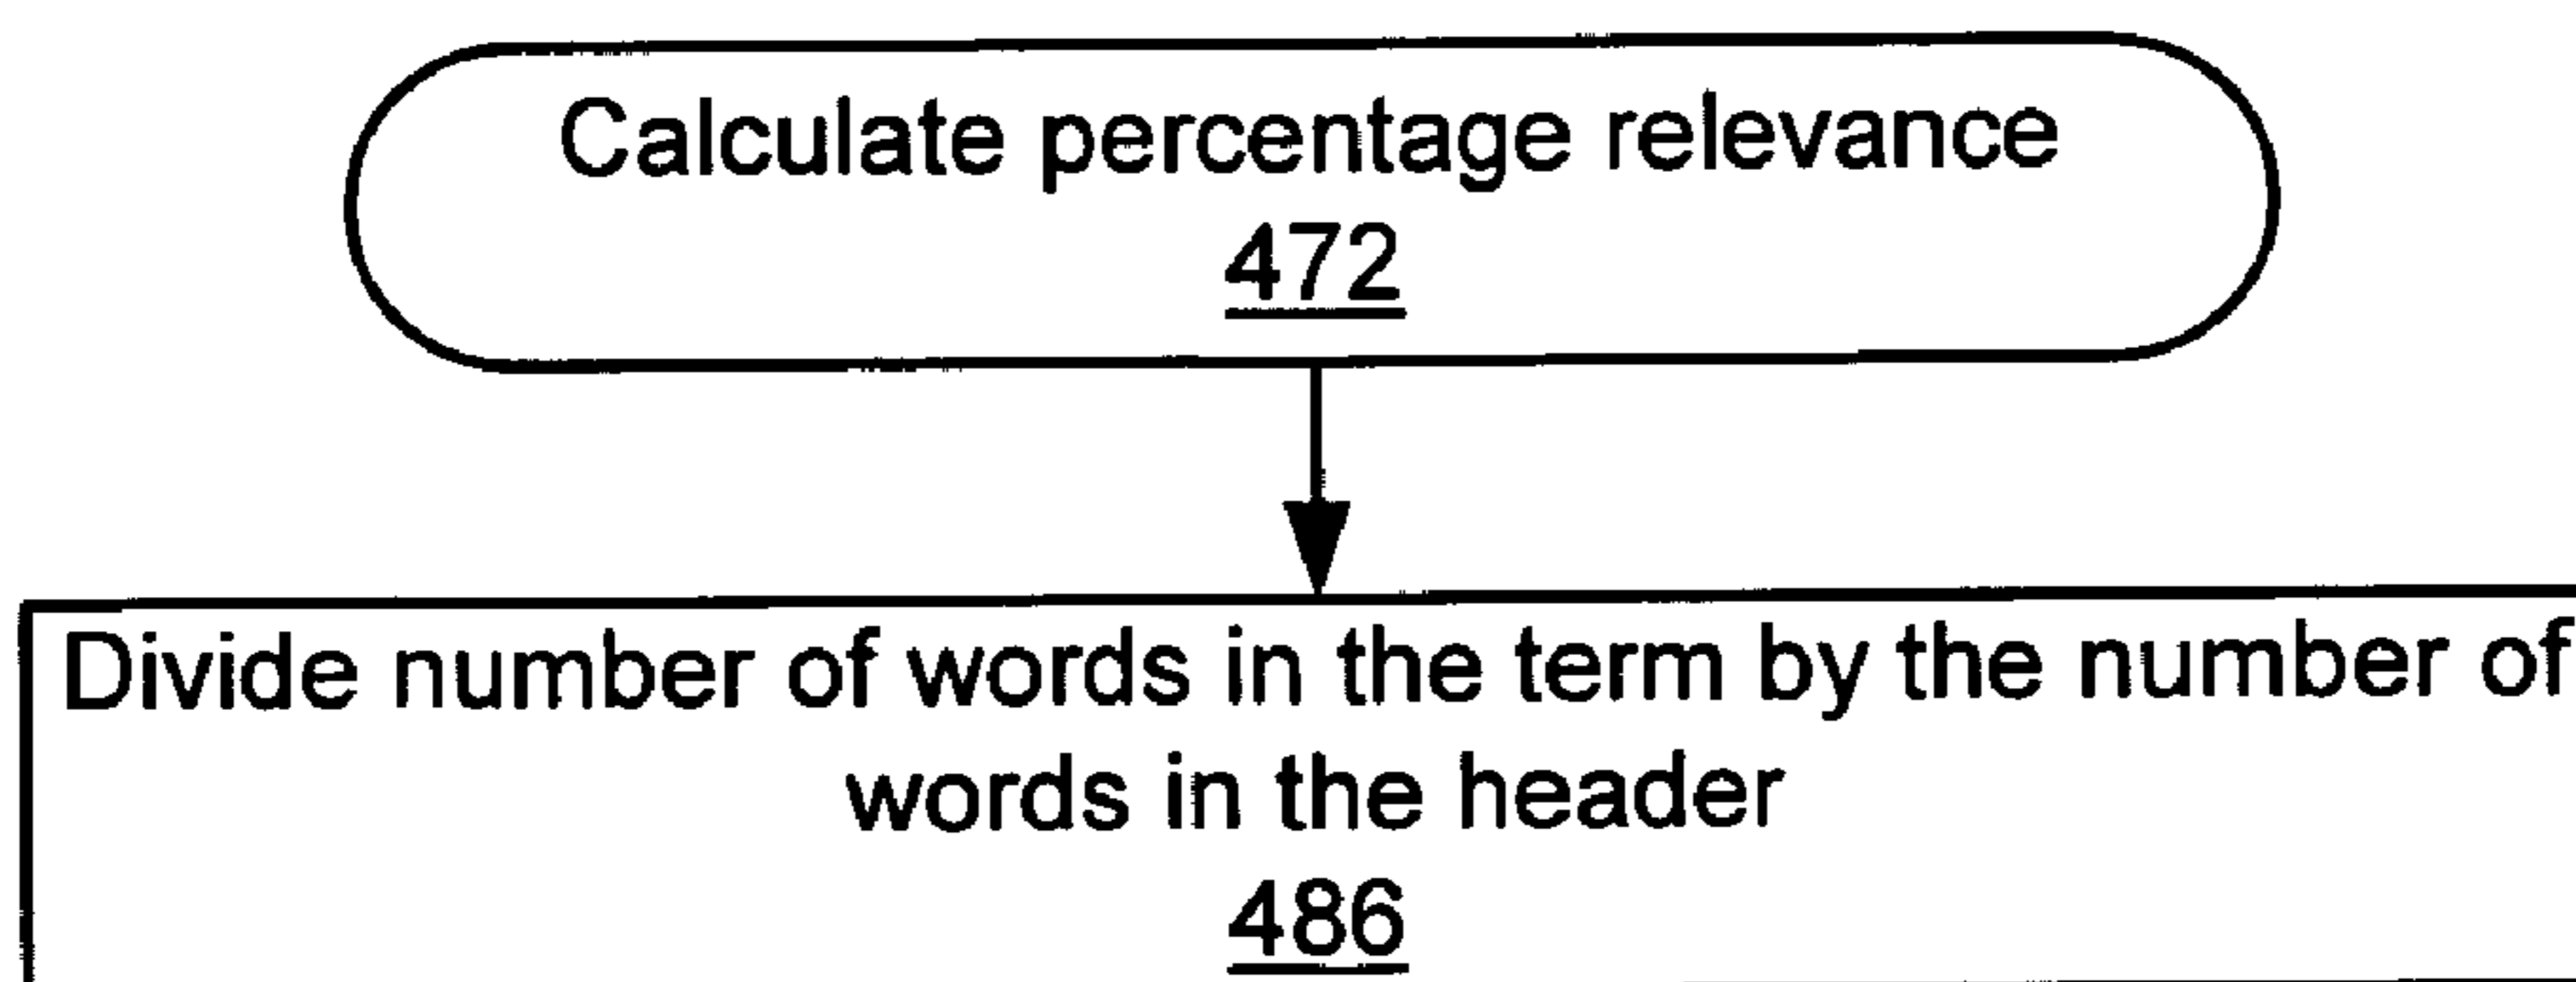 Calculate percentage relevance
472
Divide number of words in the term by the number of
words in the header
486